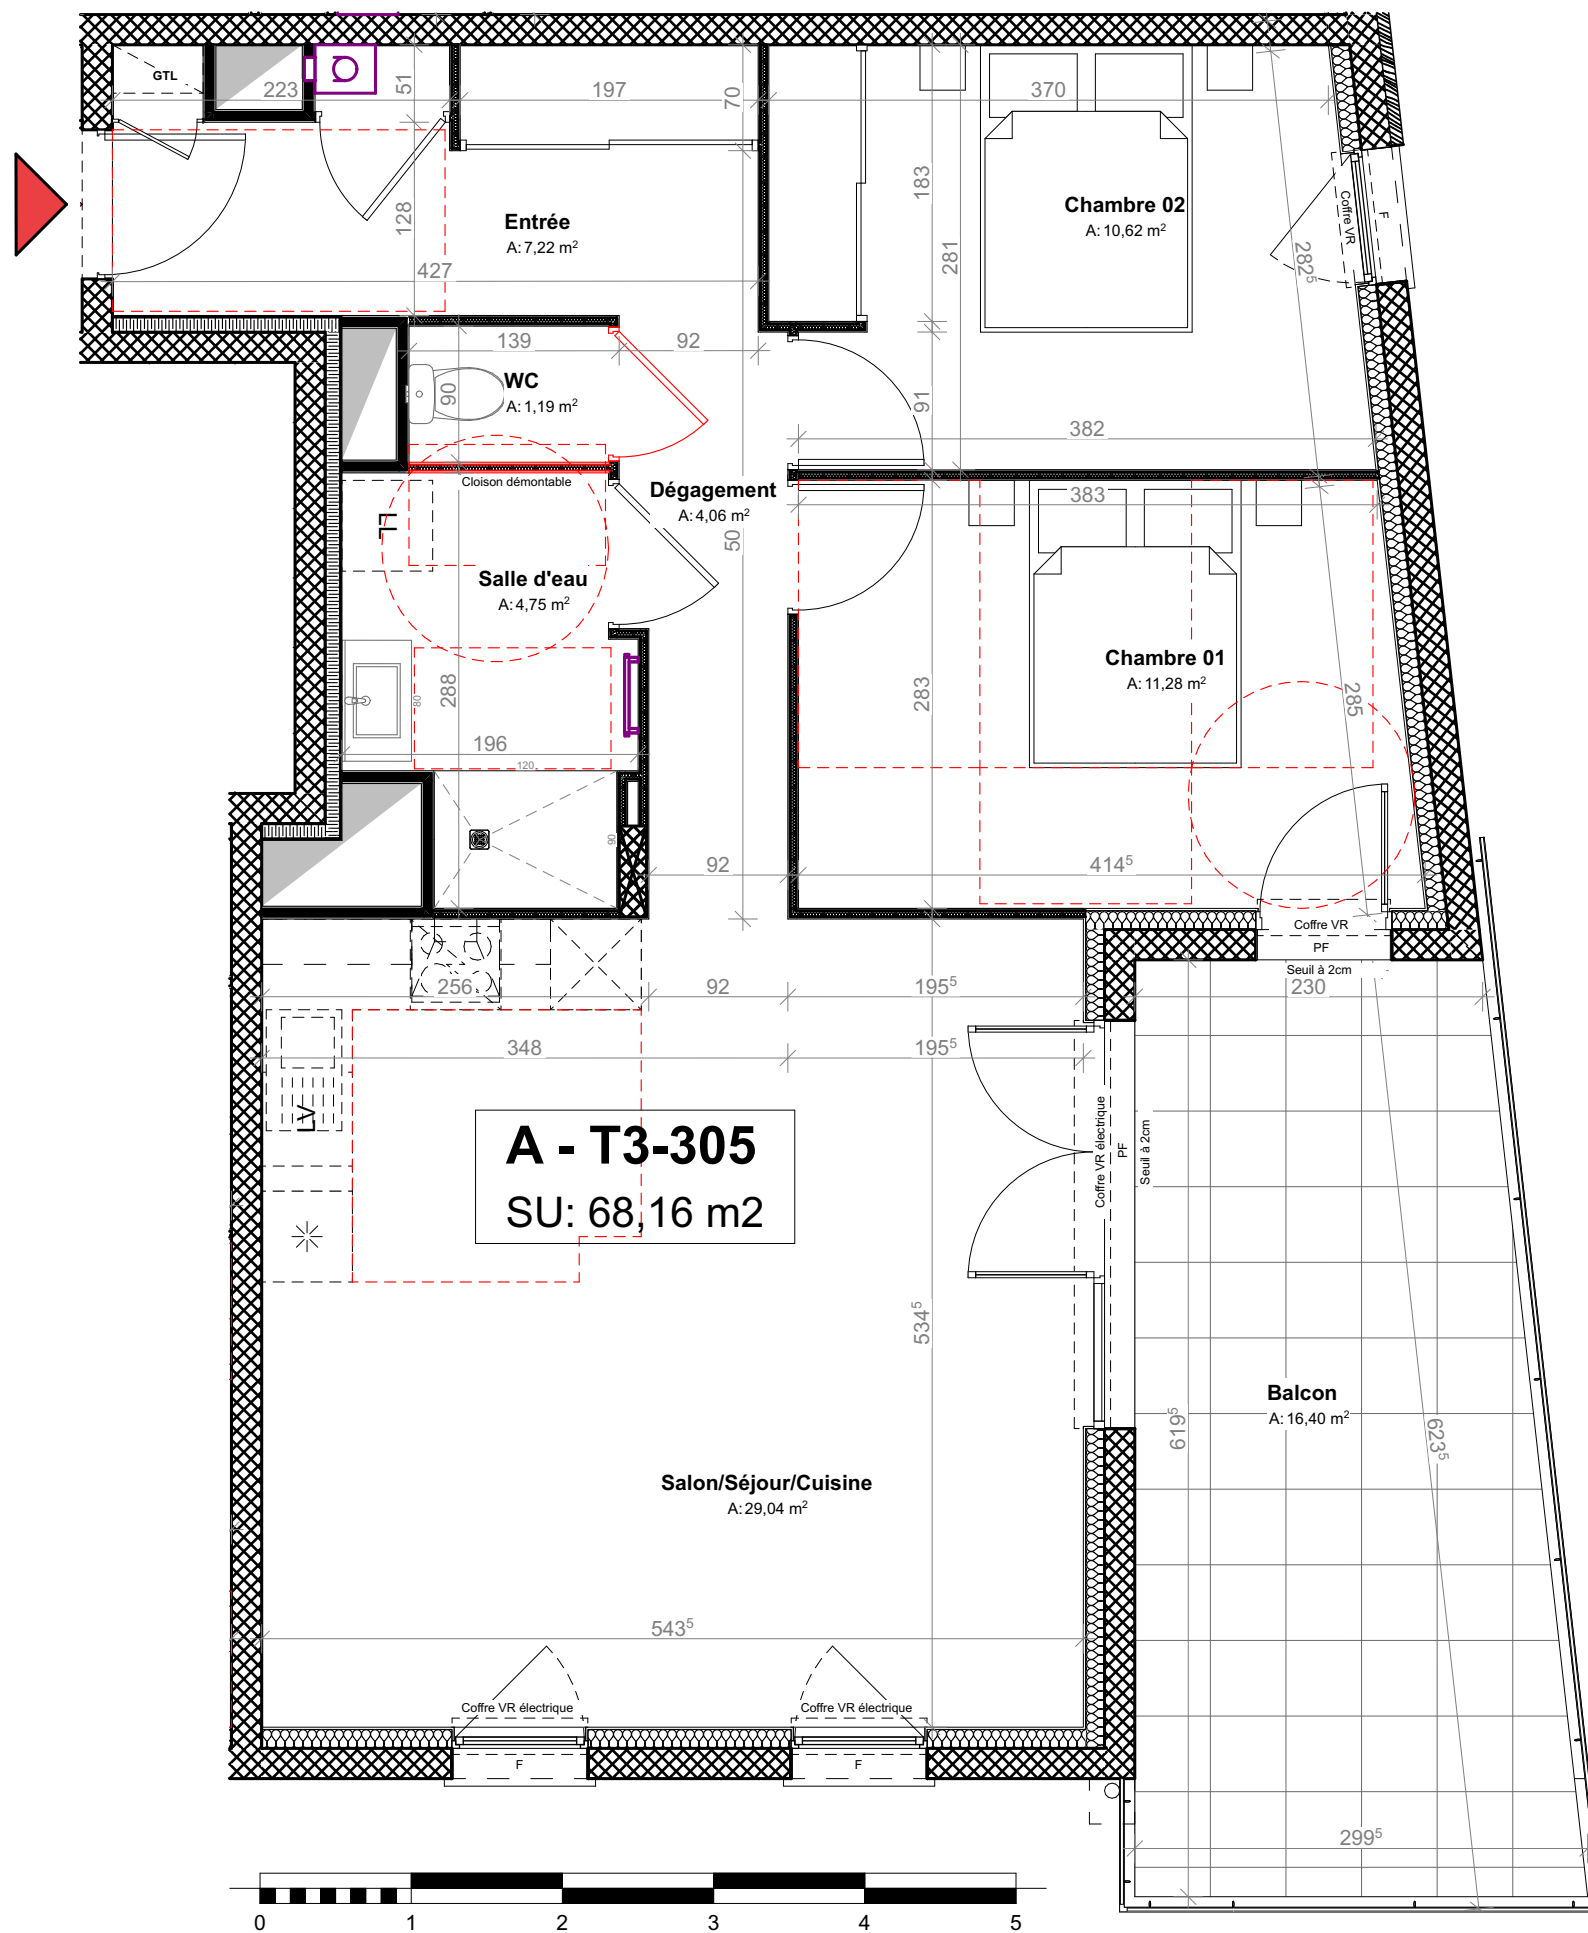 GTL
223
51
197
70
370
128
183
Entrée
A: 7,22 m²
Chambre 02
A: 10,62 m²
Coffre VR
F
281
282⁵
427
139
92
WC
A: 1,19 m²
90
91
382
Cloison démontable
Dégagement
A: 4,06 m²
383
LL
50
Salle d'eau
A: 4,75 m²
Chambre 01
A: 11,28 m²
80
288
283
285
196
120
90
92
414⁵
Coffre VR
PF
Seuil à 2cm
256
92
195⁵
230
348
195⁵
LV
A - T3-305
SU: 68,16 m2
Coffre VR électrique
PF
Seuil à 2cm
534⁵
Balcon
A: 16,40 m²
619⁵
623⁵
Salon/Séjour/Cuisine
A: 29,04 m²
543⁵
Coffre VR électrique
Coffre VR électrique
F
F
299⁵
0 1 2 3 4 5